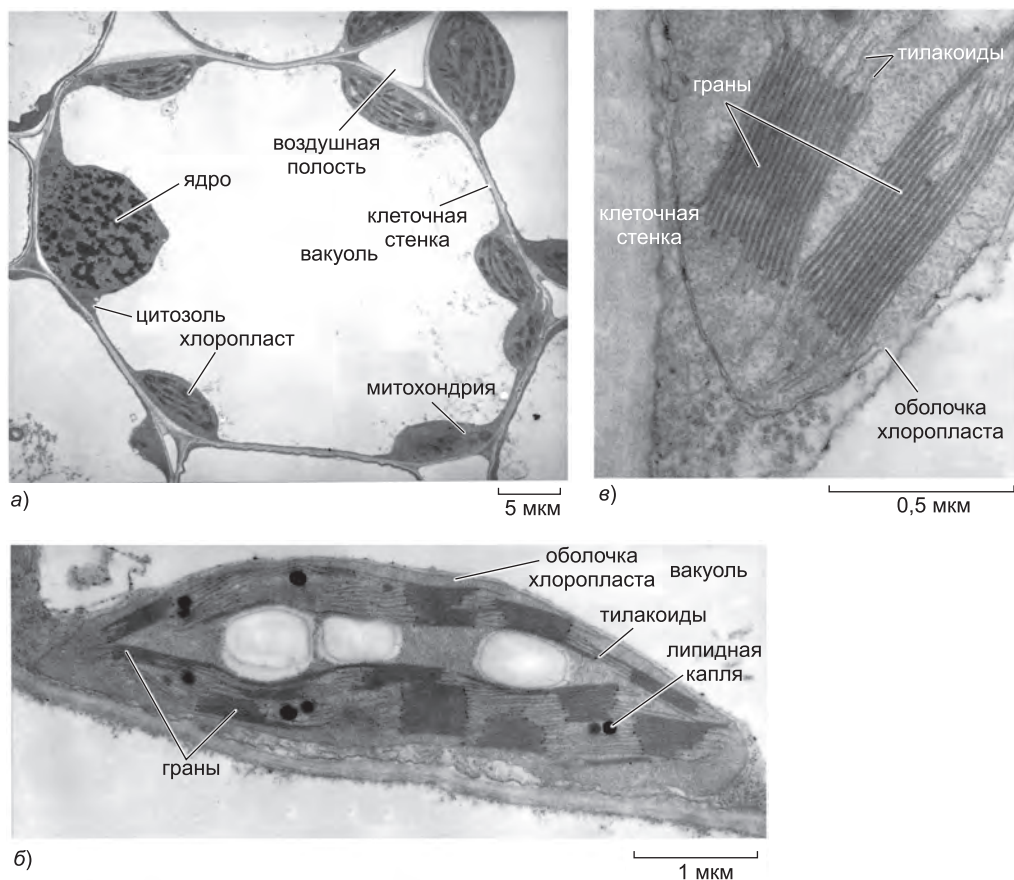 воздушная
полость
ядро
клеточная
стенка
вакуоль
цитозоль
хлоропласт
митохондрия
а)
5 мкм
тилакоиды
граны
клеточная
стенка
оболочка
хлоропласта
в)
0,5 мкм
оболочка
хлоропласта
вакуоль
тилакоиды
липидная
капля
граны
б)
1 мкм